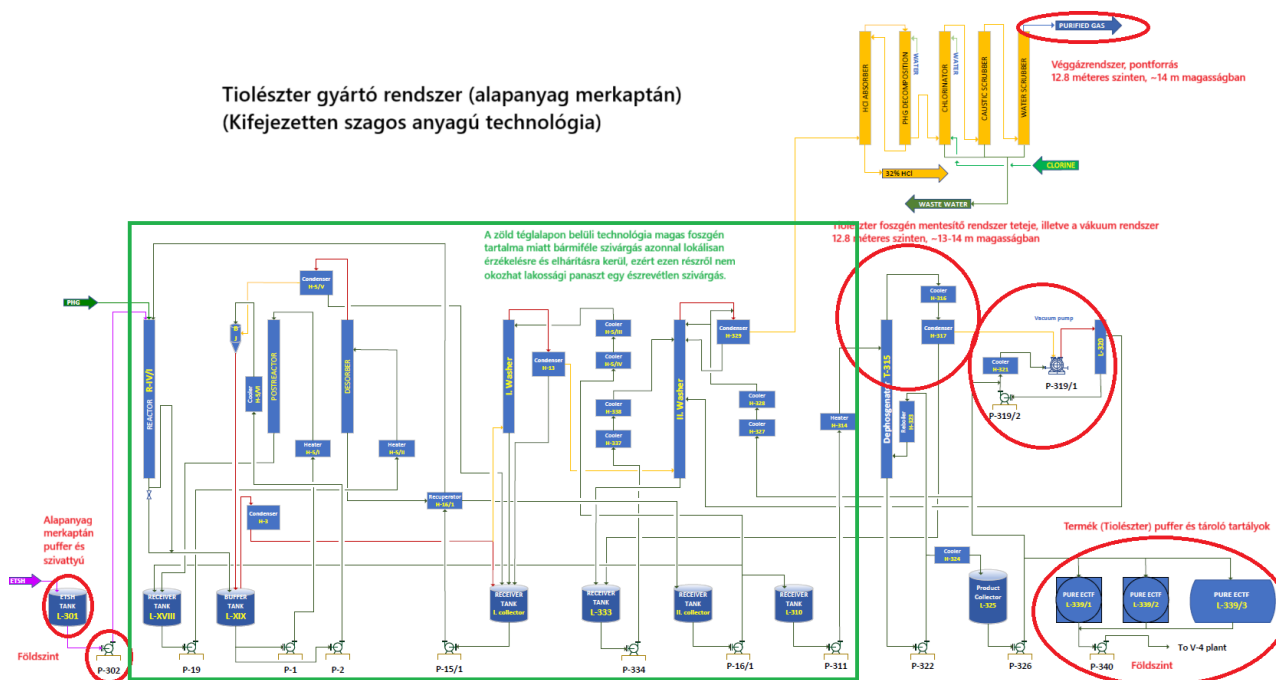 Tiolészter gyártó rendszer (alapanyag merkaptán)
(Kifejezetten szagos anyagú technológia)
HCl ABSORBER
PHG DECOMPOSITION
WATER
CHLORINATOR
WATER
CAUSTIC SCRUBBER
WATER SCRUBBER
PURIFIED GAS
Véggázrendszer, pontforrás
12.8 méteres szinten, ~14 m magasságban
32% HCl
CLORINE
WASTE WATER
A zöld téglalapon belüli technológia magas foszgén
tartalma miatt bármiféle szivárgás azonnal lokálisan
érzékelésre és elhárításra kerül, ezért ezen részről nem
okozhat lakossági panaszt egy észrevétlen szivárgás.
Tiolészter foszgén mentesítő rendszer teteje, illetve a vákuum rendszer
12.8 méteres szinten, ~13-14 m magasságban
PHG
REACTOR R-IV/I
Cooler
H-S/VI
POSTREACTOR
Condenser
H-S/V
DESORBER
Heater
H-S/I
Heater
H-S/II
Condenser
H-3
Recuperator
H-16/1
I. Washer
Condenser
H-13
Cooler
H-S/III
Cooler
H-S/IV
Cooler
H-338
Cooler
H-337
II. Washer
Condenser
H-329
Cooler
H-328
Cooler
H-327
Heater
H-314
Dephosgenator T-315
Reboiler
H-323
Cooler
H-316
Condenser
H-317
Vacuum pump
Cooler
H-321
P-319/1
P-319/2
L-320
Alapanyag
merkaptán
puffer és
szivattyú
ETSH
ETSH
TANK
L-301
Földszint
P-302
RECEIVER
TANK
L-XVIII
P-19
BUFFER
TANK
L-XIX
P-1
P-2
P-15/1
RECEIVER
TANK
I. collector
RECEIVER
TANK
L-333
P-334
RECEIVER
TANK
II. collector
P-16/1
RECEIVER
TANK
L-310
P-311
P-322
Cooler
H-324
Product
Collector
L-325
P-326
Termék (Tiolészter) puffer és tároló tartályok
PURE ECTF
L-339/1
PURE ECTF
L-339/2
PURE ECTF
L-339/3
P-340
To V-4 plant
Földszint